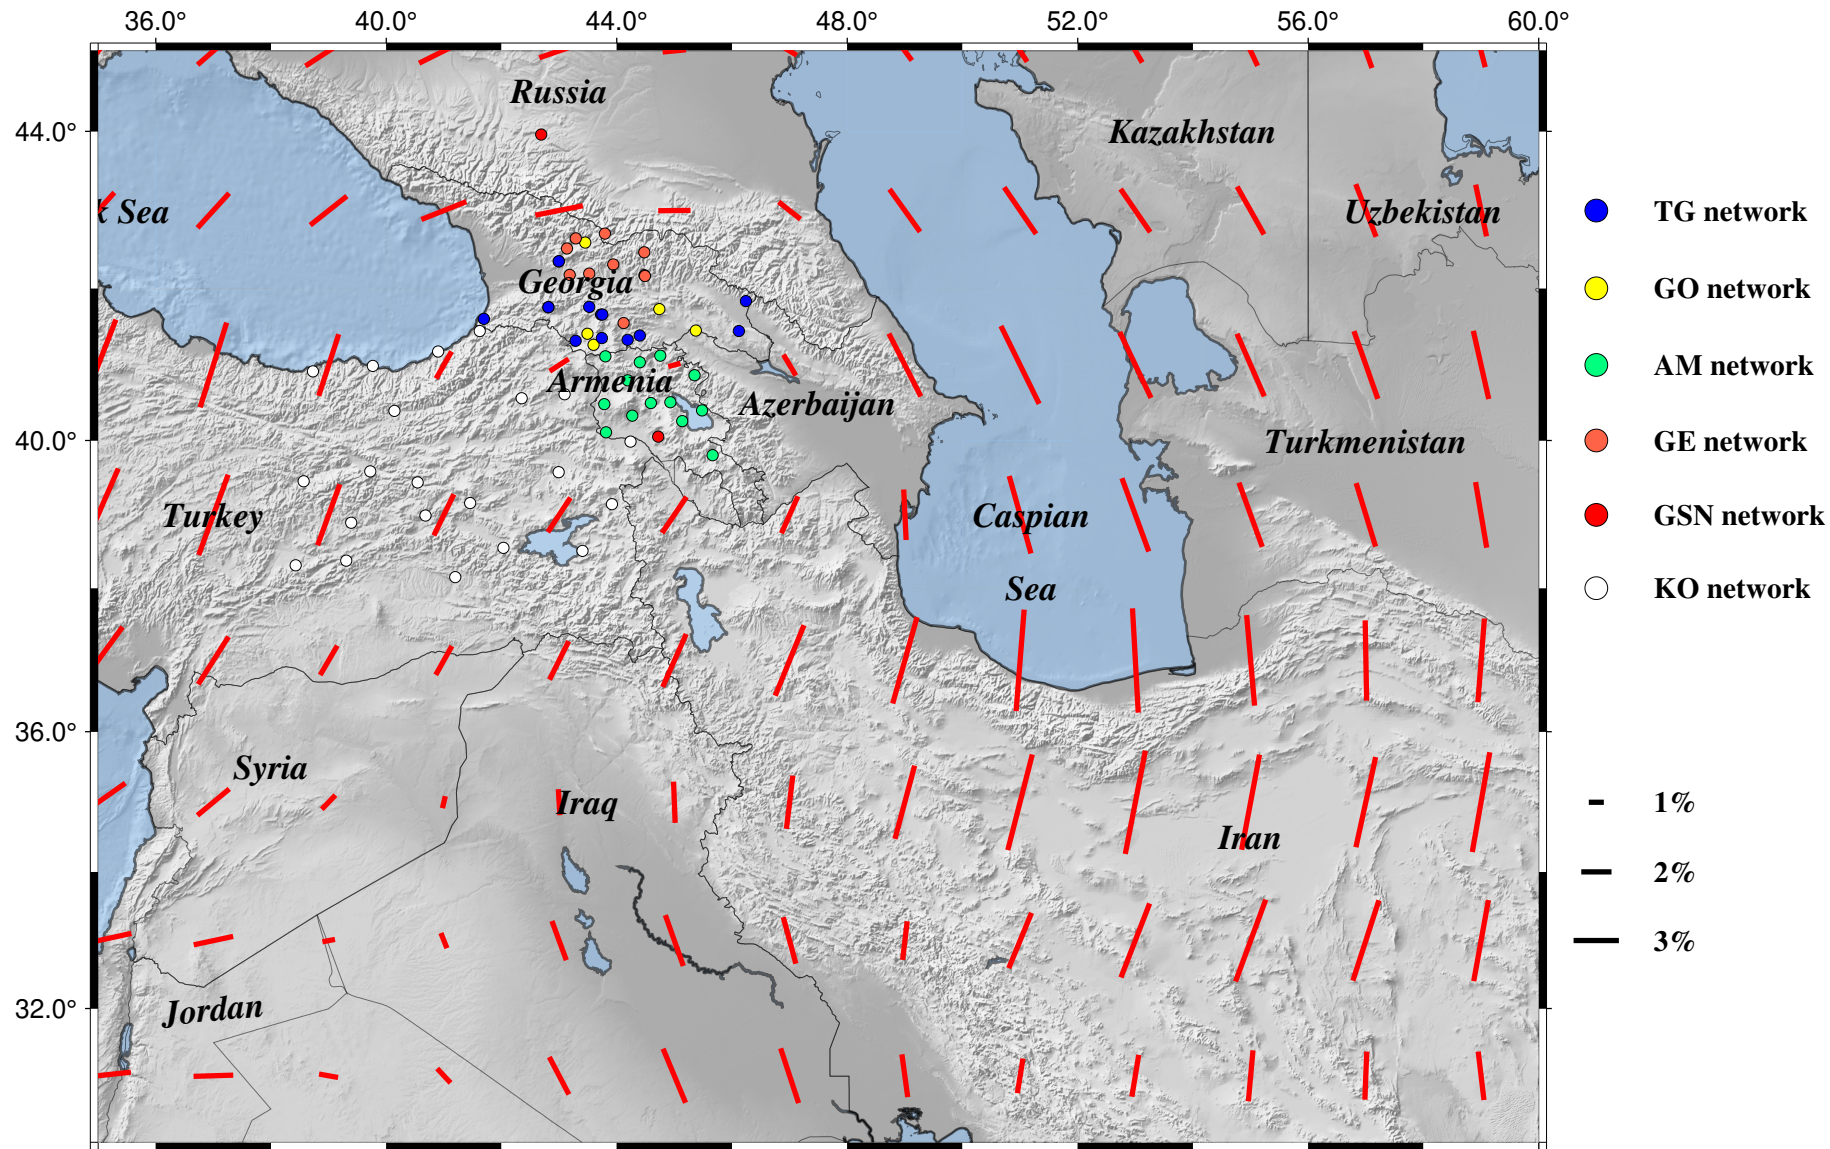 36.0° 40.0° 44.0° 48.0° 52.0° 56.0° 60.0°
Russia
44.0°
Kazakhstan
k Sea
Uzbekistan
TG network
Georgia
GO network
AM network
Armenia
Azerbaijan
40.0°
Turkmenistan
GE network
Turkey
Caspian
GSN network
Sea
KO network
36.0°
Syria
Iraq
1%
Iran
2%
3%
32.0°
Jordan